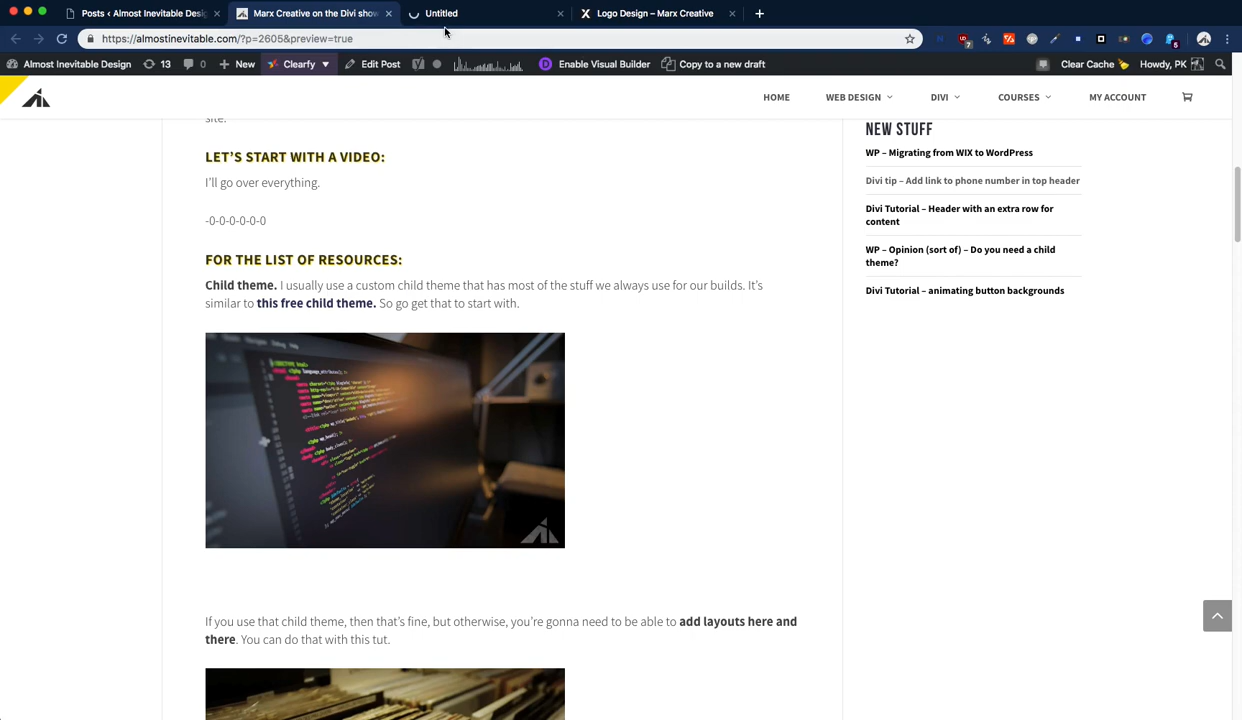 Posts ‹ Almost Inevitable Desig
Marx Creative on the Divi show
Untitled
Logo Design – Marx Creative
https://almostinevitable.com/?p=2605&preview=true
7
5
Almost Inevitable Design
13
0
New
Clearfy
Edit Post
Enable Visual Builder
Copy to a new draft
Clear Cache
Howdy, PK
HOME
WEB DESIGN
DIVI
COURSES
MY ACCOUNT
site.
LET’S START WITH A VIDEO:
I’ll go over everything.
-0-0-0-0-0-0
FOR THE LIST OF RESOURCES:
Child theme. I usually use a custom child theme that has most of the stuff we always use for our builds. It’s
similar to this free child theme. So go get that to start with.
If you use that child theme, then that’s fine, but otherwise, you’re gonna need to be able to add layouts here and
there. You can do that with this tut.
NEW STUFF
WP – Migrating from WIX to WordPress
Divi tip – Add link to phone number in top header
Divi Tutorial – Header with an extra row for
content
WP – Opinion (sort of) – Do you need a child
theme?
Divi Tutorial – animating button backgrounds